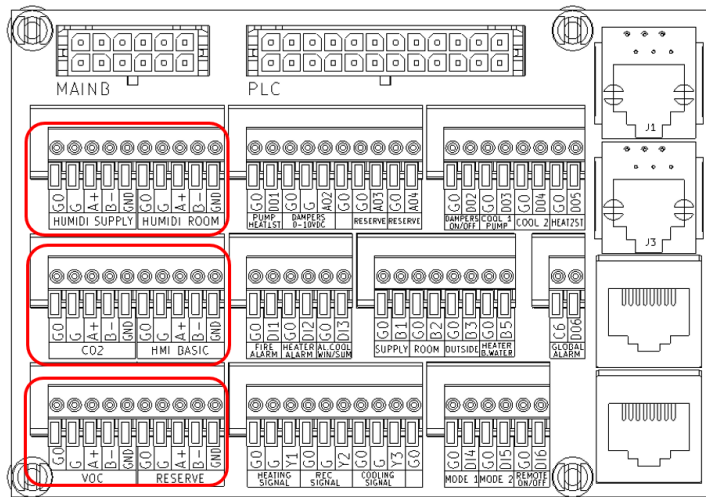 MAINB PLC
J1
G0 G A+ B- GND G0 G A+ B- GND G0 DO1 G0 G AO2 G0 G0 AO3 G0 AO4 G0 DO2 G0 DO3 G0 DO4 G0 DO5
HUMIDI SUPPLY HUMIDI ROOM PUMP HEAT1ST DAMPERS 0-10VDC RESERVE RESERVE DAMPERS ON/OFF COOL 1 PUMP COOL 2 HEAT2ST
J3
G0 G A+ B- GND G0 G A+ B- GND G0 DI1 G0 DI2 G0 DI3 G0 B1 G0 B2 G0 B3 G0 B5 C6 DO6
CO2 HMI BASIC FIRE ALARM HEATER ALARM AL.COOL WIN/SUM SUPPLY ROOM OUTSIDE HEATER B.WATER GLOBAL ALARM
G0 G A+ B- GND G0 G A+ B- GND G0 G Y1 G0 G Y2 G0 G Y3 G0 G0 DI4 G0 DI5 G0 DI6
VOC RESERVE HEATING SIGNAL REC SIGNAL COOLING SIGNAL MODE 1 MODE 2 REMOTE ON/OFF